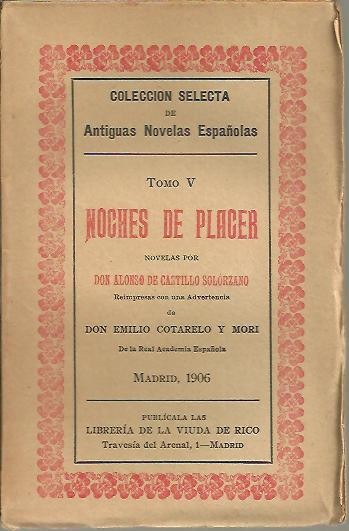 COLECCION SELECTA
DE
Antiguas Novelas Españolas
TOMO V
NOCHES DE PLACER
NOVELAS POR
DON ALONSO DE CASTILLO SOLÓRZANO
Reimpresas con una Advertencia
de
DON EMILIO COTARELO Y MORI
De la Real Academia Española
MADRID, 1906
PUBLÍCALA LAS
LIBRERÍA DE LA VIUDA DE RICO
Travesía del Arenal, 1—MADRID